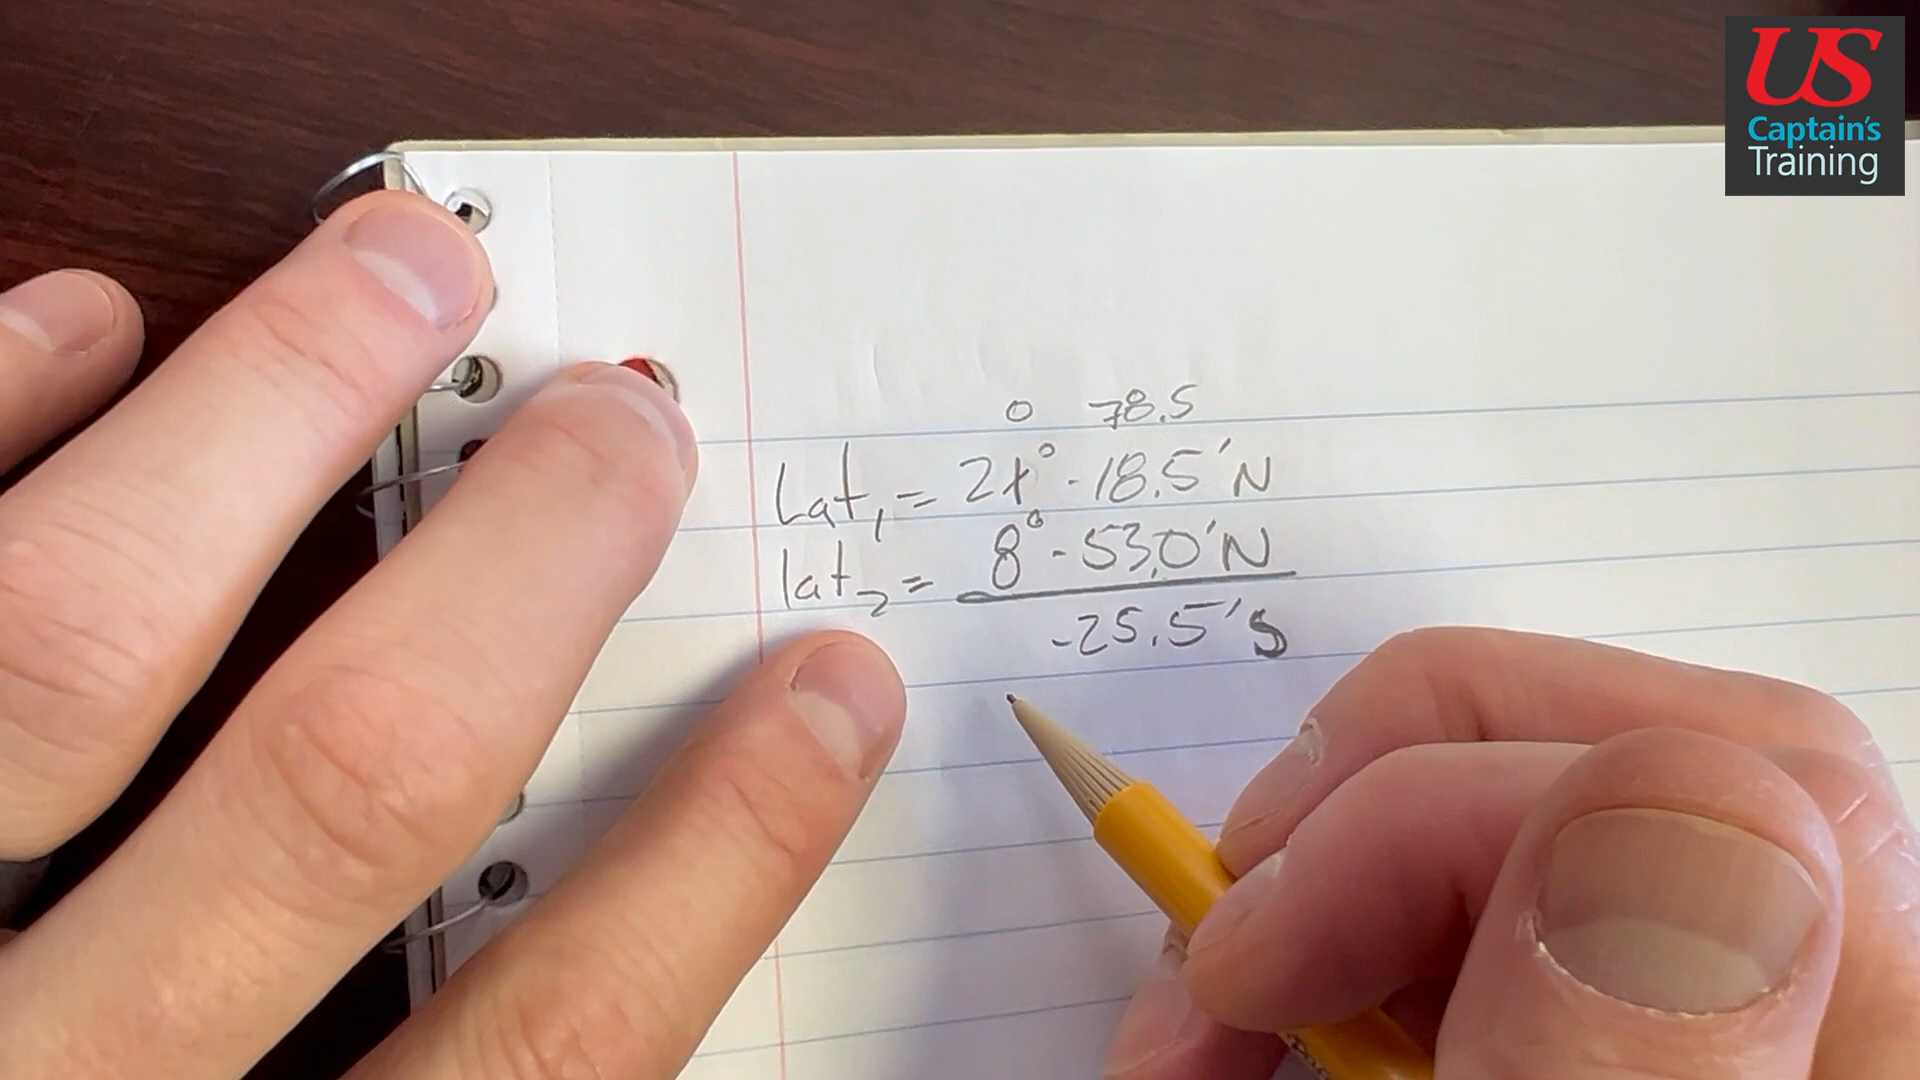 US
Captain's
Training
0 78.5
Lat₁ = 21° - 18.5' N
lat₂ = 8° - 53.0' N
-25.5' S